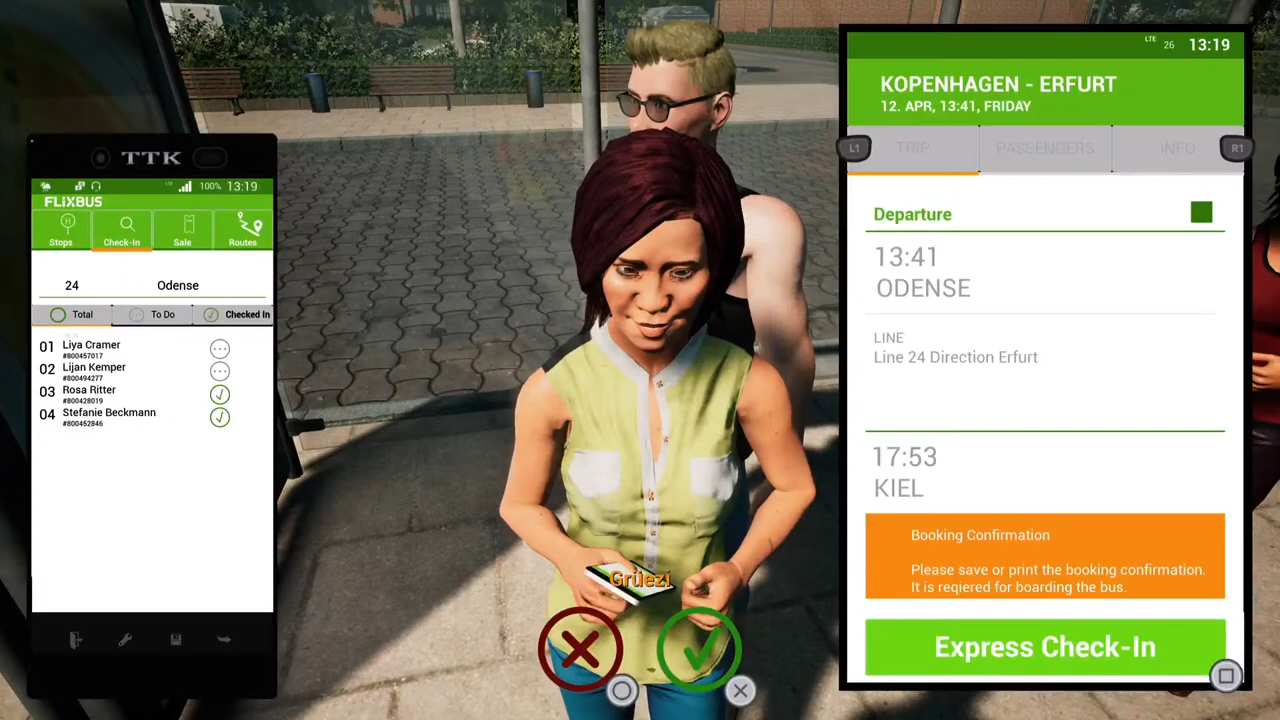 TTK
100% 13:19
FLiXBUS
Stops
Check-In
Sale
Routes
24 Odense
Total
To Do
Checked In
01 Liya Cramer
#800457017
02 Lijan Kemper
#800494277
03 Rosa Ritter
#800428019
04 Stefanie Beckmann
#800452846
Grüezi
LTE 26 13:19
KOPENHAGEN - ERFURT
12. APR, 13:41, FRIDAY
L1
TRIP
PASSENGERS
INFO
R1
Departure
13:41
ODENSE
LINE
Line 24 Direction Erfurt
17:53
KIEL
Booking Confirmation
Please save or print the booking confirmation.
It is reqiered for boarding the bus.
Express Check-In